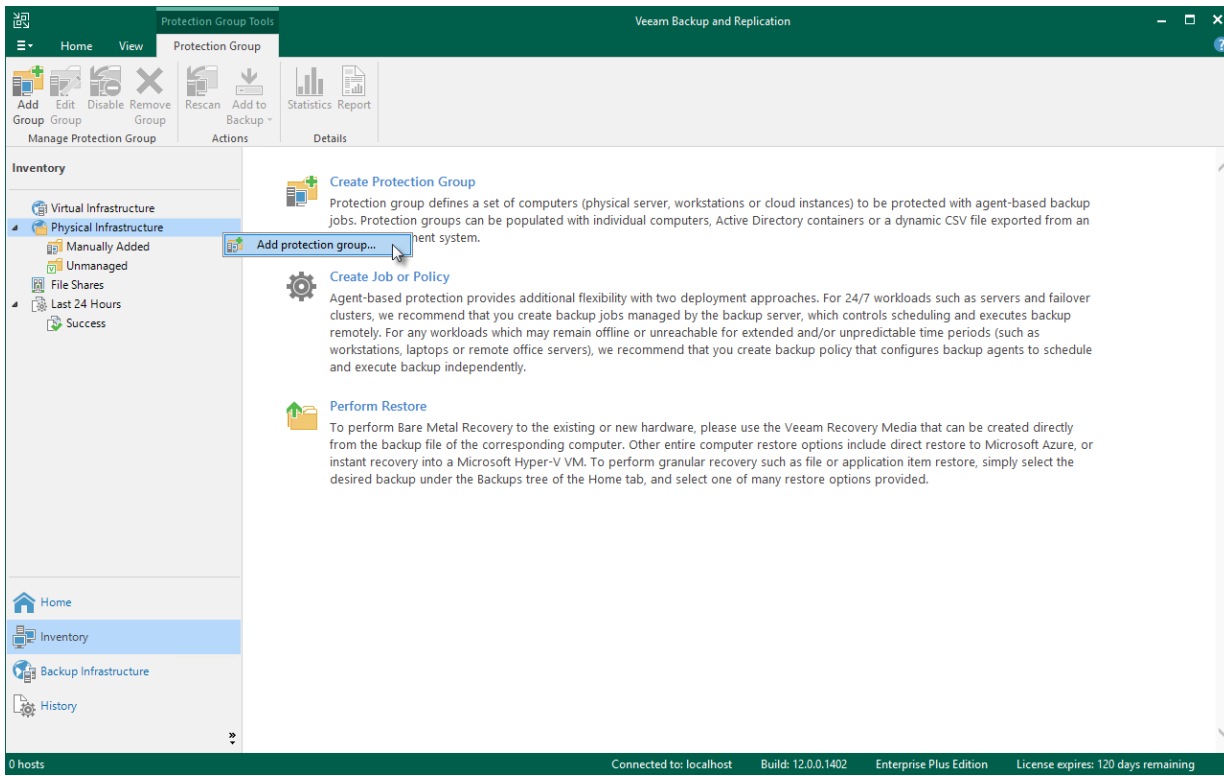 Protection Group Tools
Veeam Backup and Replication
Home View Protection Group
Add Group
Edit Group
Disable
Remove Group
Rescan
Add to Backup
Statistics
Report
Manage Protection Group
Actions
Details
Inventory
Virtual Infrastructure
Physical Infrastructure
Manually Added
Unmanaged
File Shares
Last 24 Hours
Success
Add protection group...
Create Protection Group
Protection group defines a set of computers (physical server, workstations or cloud instances) to be protected with agent-based backup
jobs. Protection groups can be populated with individual computers, Active Directory containers or a dynamic CSV file exported from an
system.
Create Job or Policy
Agent-based protection provides additional flexibility with two deployment approaches. For 24/7 workloads such as servers and failover
clusters, we recommend that you create backup jobs managed by the backup server, which controls scheduling and executes backup
remotely. For any workloads which may remain offline or unreachable for extended and/or unpredictable time periods (such as
workstations, laptops or remote office servers), we recommend that you create backup policy that configures backup agents to schedule
and execute backup independently.
Perform Restore
To perform Bare Metal Recovery to the existing or new hardware, please use the Veeam Recovery Media that can be created directly
from the backup file of the corresponding computer. Other entire computer restore options include direct restore to Microsoft Azure, or
instant recovery into a Microsoft Hyper-V VM. To perform granular recovery such as file or application item restore, simply select the
desired backup under the Backups tree of the Home tab, and select one of many restore options provided.
Home
Inventory
Backup Infrastructure
History
0 hosts
Connected to: localhost
Build: 12.0.0.1402
Enterprise Plus Edition
License expires: 120 days remaining